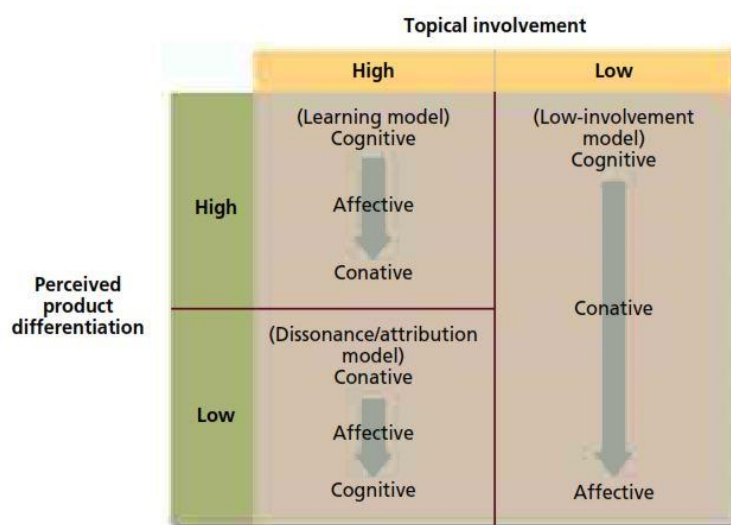 Topical involvement
High
Low
Perceived
product
differentiation
High
(Learning model)
Cognitive
Affective
Conative
(Low-involvement
model)
Cognitive
Conative
Affective
Low
(Dissonance/attribution
model)
Conative
Affective
Cognitive